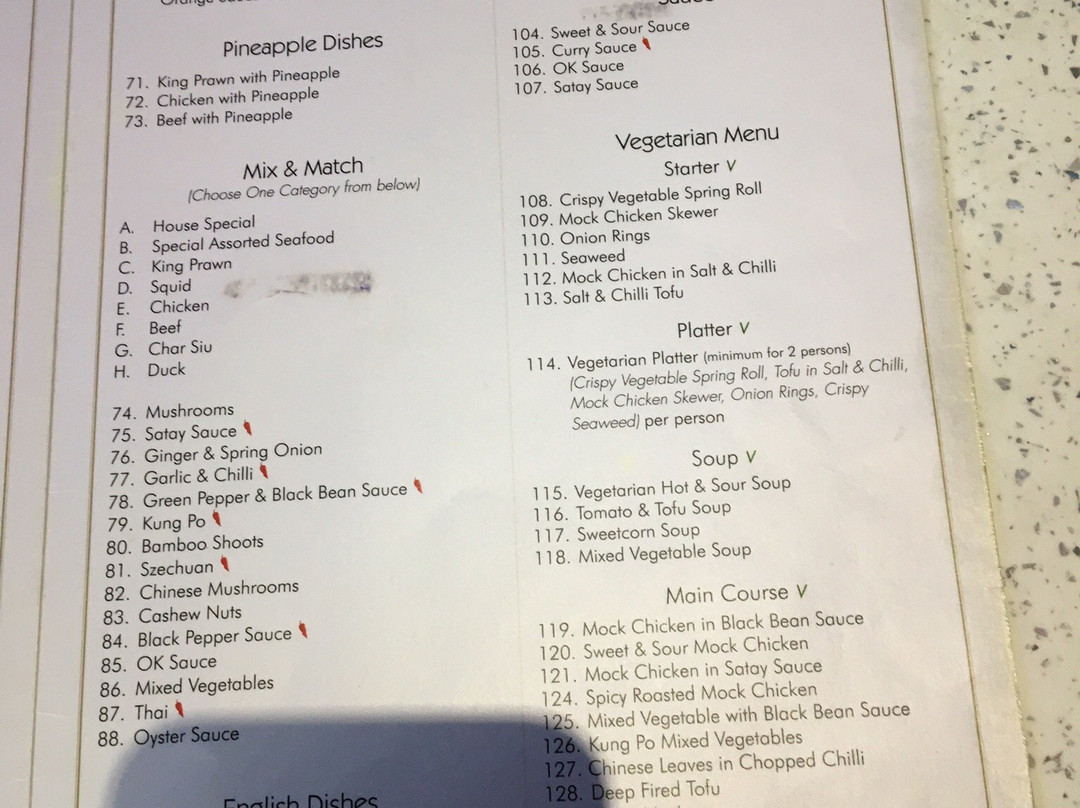 Pineapple Dishes
71. King Prawn with Pineapple
72. Chicken with Pineapple
73. Beef with Pineapple
Mix & Match
(Choose One Category from below)
A. House Special
B. Special Assorted Seafood
C. King Prawn
D. Squid
E. Chicken
F. Beef
G. Char Siu
H. Duck
74. Mushrooms
75. Satay Sauce
76. Ginger & Spring Onion
77. Garlic & Chilli
78. Green Pepper & Black Bean Sauce
79. Kung Po
80. Bamboo Shoots
81. Szechuan
82. Chinese Mushrooms
83. Cashew Nuts
84. Black Pepper Sauce
85. OK Sauce
86. Mixed Vegetables
87. Thai
88. Oyster Sauce
English Dishes
104. Sweet & Sour Sauce
105. Curry Sauce
106. OK Sauce
107. Satay Sauce
Vegetarian Menu
Starter V
108. Crispy Vegetable Spring Roll
109. Mock Chicken Skewer
110. Onion Rings
111. Seaweed
112. Mock Chicken in Salt & Chilli
113. Salt & Chilli Tofu
Platter V
114. Vegetarian Platter (minimum for 2 persons)
(Crispy Vegetable Spring Roll, Tofu in Salt & Chilli,
Mock Chicken Skewer, Onion Rings, Crispy
Seaweed) per person
Soup V
115. Vegetarian Hot & Sour Soup
116. Tomato & Tofu Soup
117. Sweetcorn Soup
118. Mixed Vegetable Soup
Main Course V
119. Mock Chicken in Black Bean Sauce
120. Sweet & Sour Mock Chicken
121. Mock Chicken in Satay Sauce
124. Spicy Roasted Mock Chicken
125. Mixed Vegetable with Black Bean Sauce
126. Kung Po Mixed Vegetables
127. Chinese Leaves in Chopped Chilli
128. Deep Fired Tofu